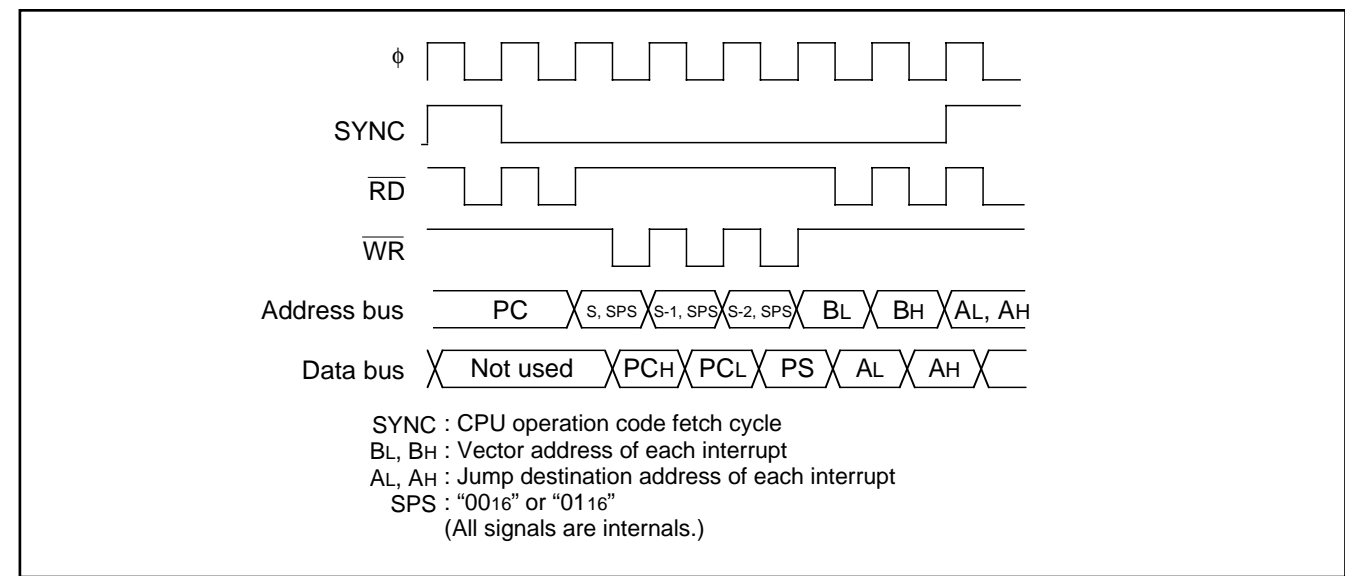 ϕ
SYNC
RD
WR
Address bus PC S, SPS S-1, SPS S-2, SPS BL BH AL, AH
Data bus Not used PCH PCL PS AL AH
SYNC : CPU operation code fetch cycle
BL, BH : Vector address of each interrupt
AL, AH : Jump destination address of each interrupt
SPS : “0016” or “0116”
(All signals are internals.)